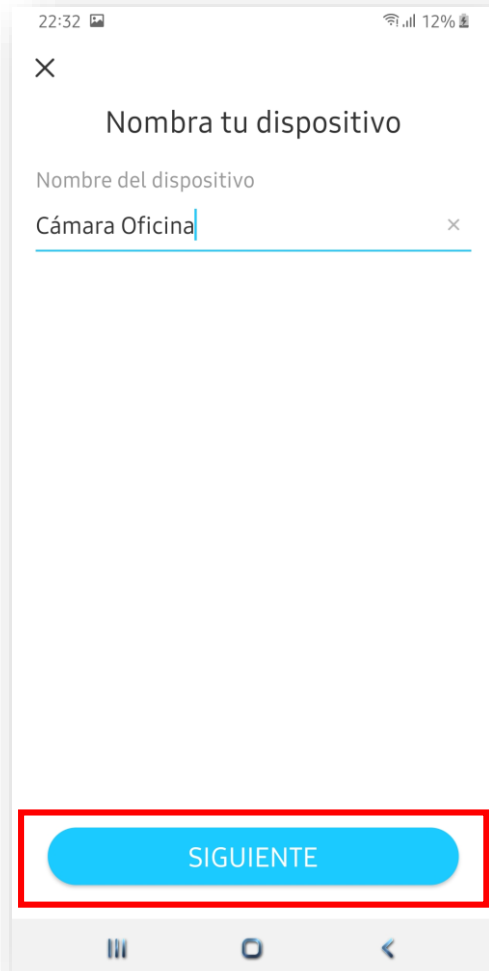 22:32 12%
Nombra tu dispositivo
Nombre del dispositivo
Cámara Oficina
SIGUIENTE